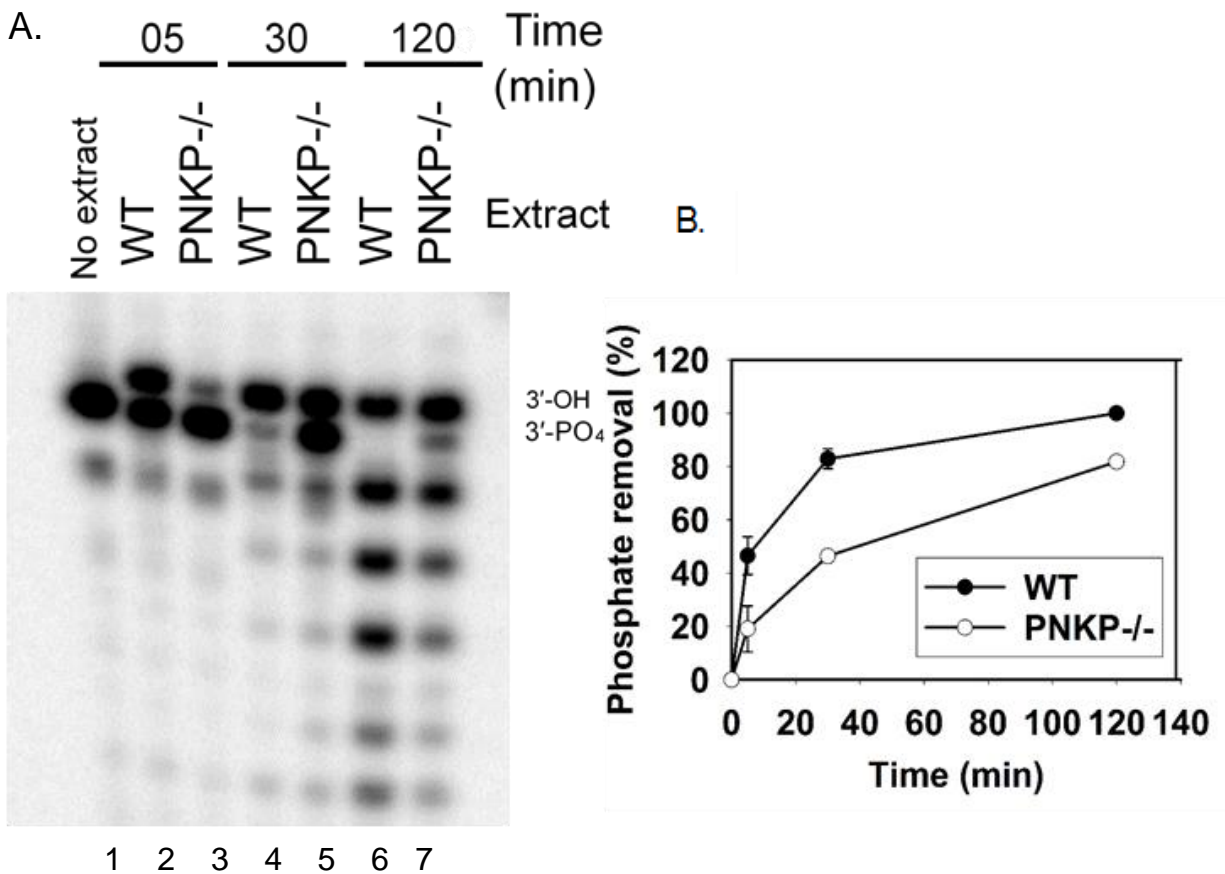 A.
05 30 120 Time
(min)
No extract WT PNKP-/- WT PNKP-/- WT PNKP-/- Extract
3′-OH
3′-PO₄
1 2 3 4 5 6 7
B.
Phosphate removal (%)
120
100
80
60
40
20
0
WT
PNKP-/-
0 20 40 60 80 100 120 140
Time (min)